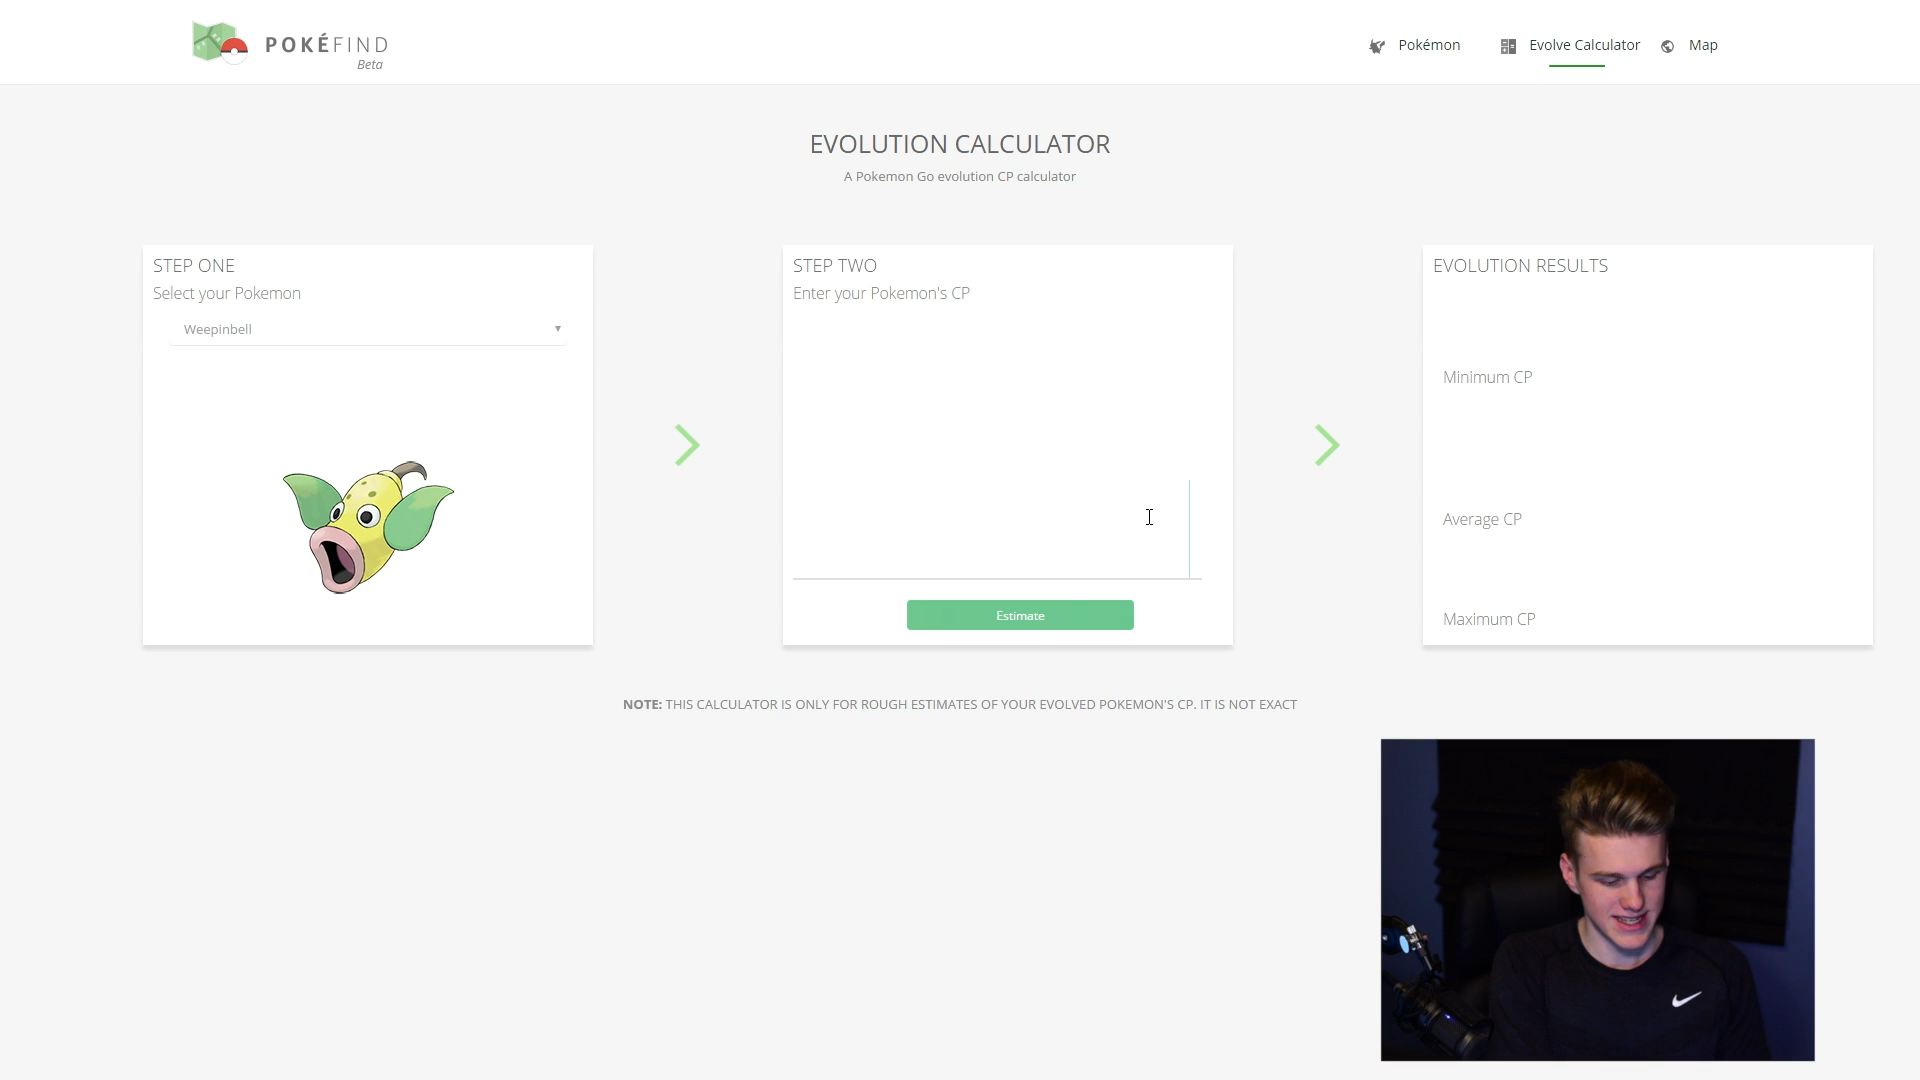 POKÉFIND
Beta
Pokémon
Evolve Calculator
Map
EVOLUTION CALCULATOR
A Pokemon Go evolution CP calculator
STEP ONE
Select your Pokemon
Weepinbell
STEP TWO
Enter your Pokemon's CP
Estimate
EVOLUTION RESULTS
Minimum CP
Average CP
Maximum CP
NOTE: THIS CALCULATOR IS ONLY FOR ROUGH ESTIMATES OF YOUR EVOLVED POKEMON'S CP. IT IS NOT EXACT